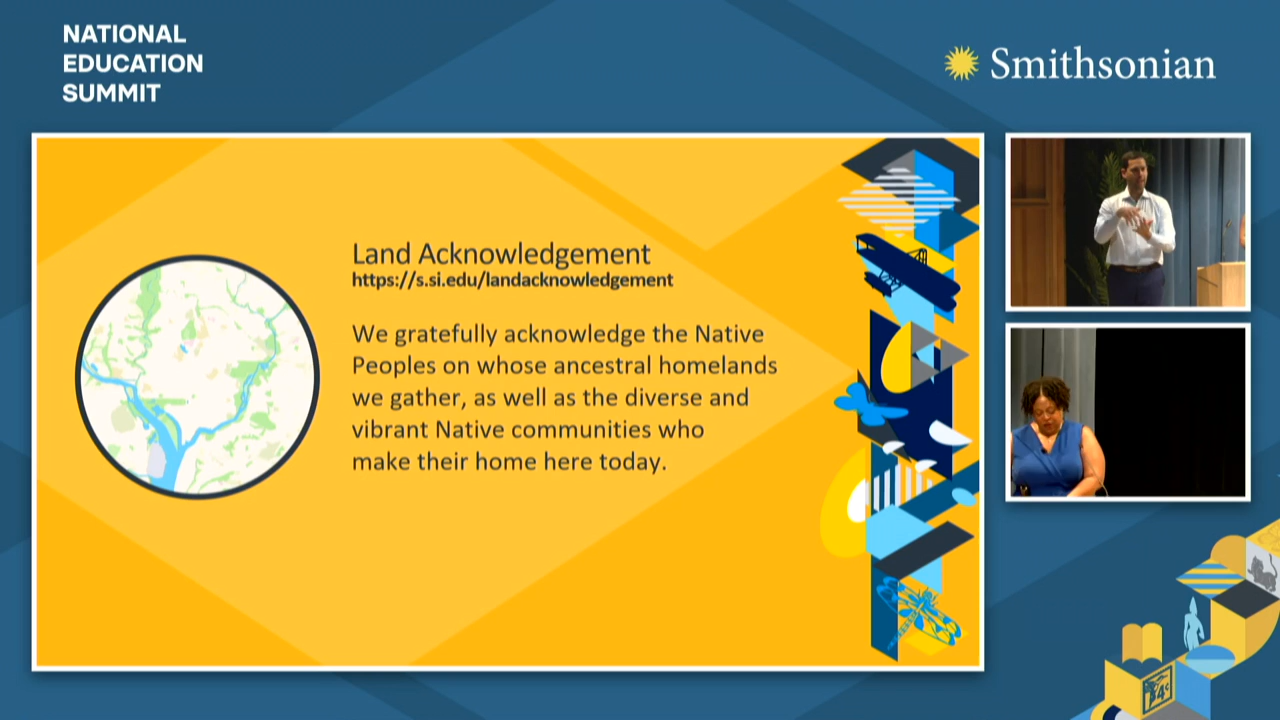 NATIONAL
EDUCATION
SUMMIT
Smithsonian
Land Acknowledgement
https://s.si.edu/landacknowledgement
We gratefully acknowledge the Native
Peoples on whose ancestral homelands
we gather, as well as the diverse and
vibrant Native communities who
make their home here today.
4¢